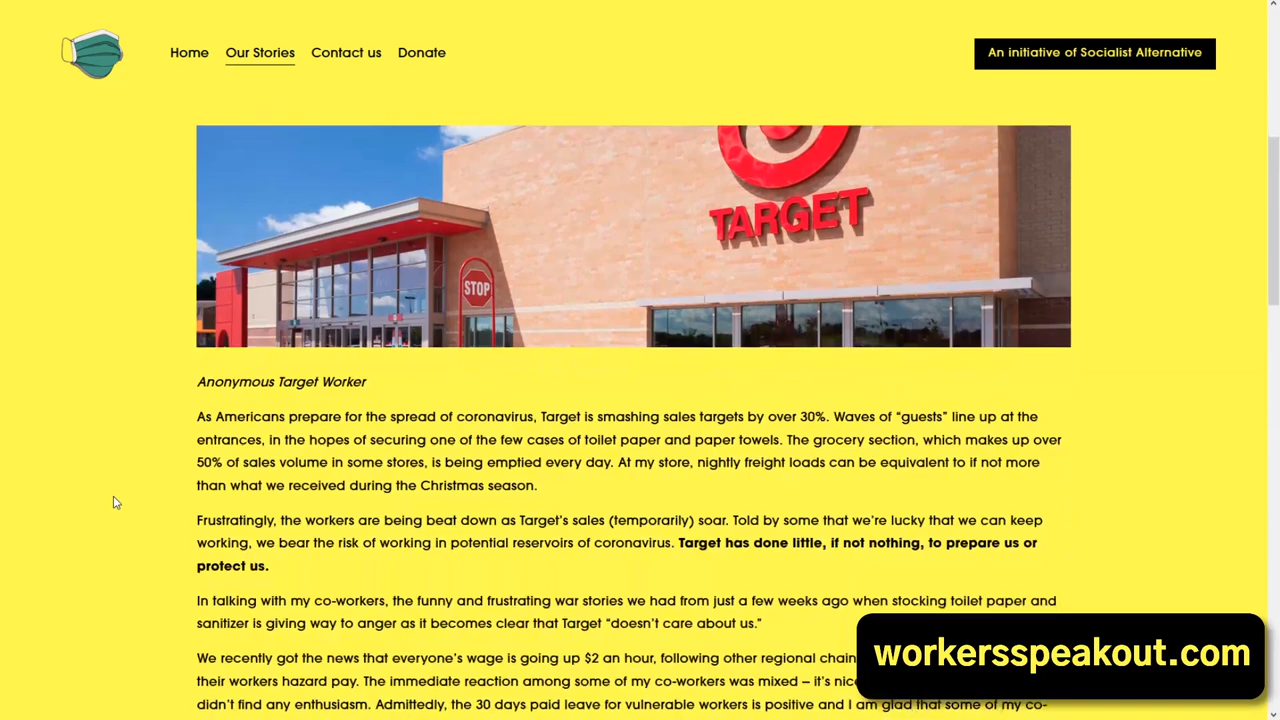 Home Our Stories Contact us Donate An initiative of Socialist Alternative
TARGET
STOP
Anonymous Target Worker
As Americans prepare for the spread of coronavirus, Target is smashing sales targets by over 30%. Waves of “guests” line up at the
entrances, in the hopes of securing one of the few cases of toilet paper and paper towels. The grocery section, which makes up over
50% of sales volume in some stores, is being emptied every day. At my store, nightly freight loads can be equivalent to if not more
than what we received during the Christmas season.
Frustratingly, the workers are being beat down as Target’s sales (temporarily) soar. Told by some that we’re lucky that we can keep
working, we bear the risk of working in potential reservoirs of coronavirus. Target has done little, if not nothing, to prepare us or
protect us.
In talking with my co-workers, the funny and frustrating war stories we had from just a few weeks ago when stocking toilet paper and
sanitizer is giving way to anger as it becomes clear that Target “doesn’t care about us.”
We recently got the news that everyone’s wage is going up $2 an hour, following other regional chain
their workers hazard pay. The immediate reaction among some of my co-workers was mixed – it’s nice
didn’t find any enthusiasm. Admittedly, the 30 days paid leave for vulnerable workers is positive and I am glad that some of my co-
workersspeakout.com